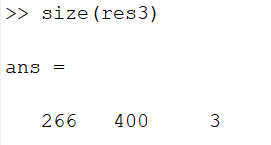 >> size(res3)
ans =
266 400 3